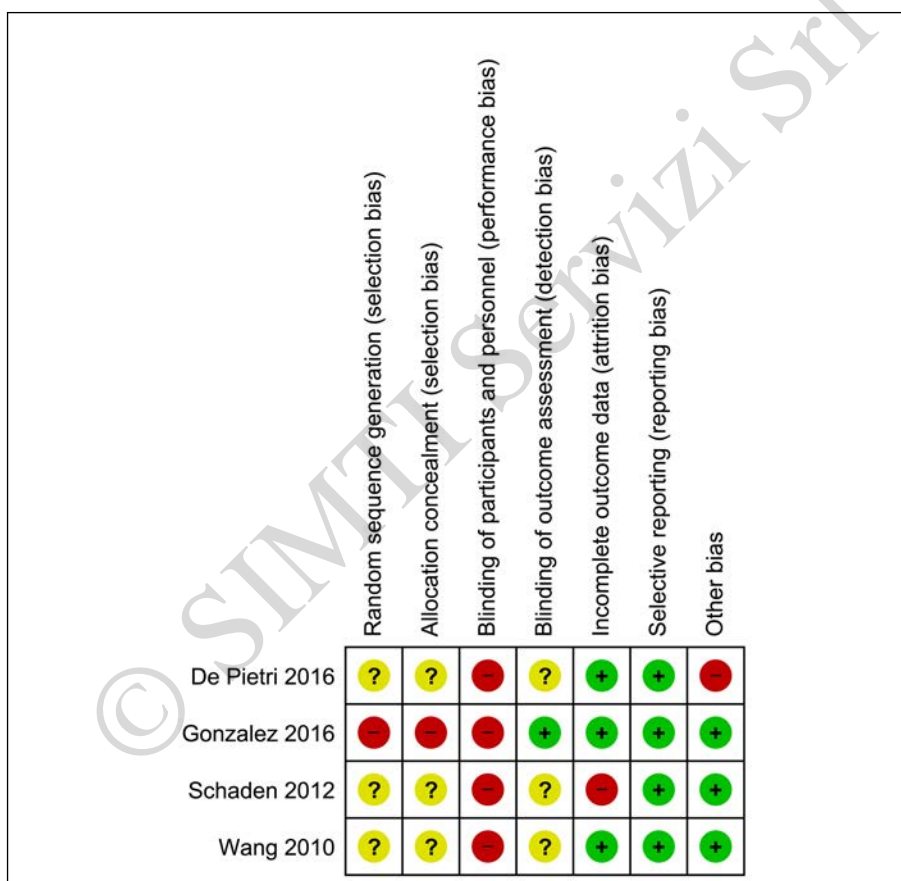 Random sequence generation (selection bias)
Allocation concealment (selection bias)
Blinding of participants and personnel (performance bias)
Blinding of outcome assessment (detection bias)
Incomplete outcome data (attrition bias)
Selective reporting (reporting bias)
Other bias
De Pietri 2016 ? ? – ? + + –
Gonzalez 2016 – – – + + + +
Schaden 2012 ? ? – ? – + +
Wang 2010 ? ? – ? + + +
© SIMTI Servizi Srl